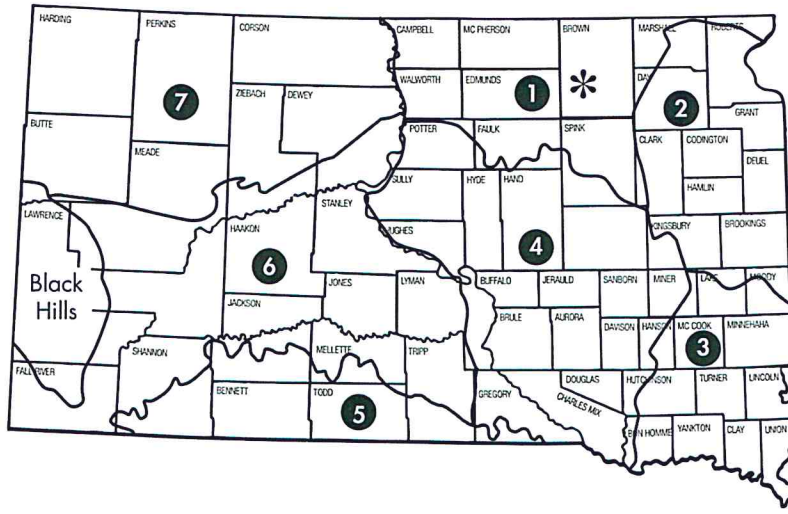 HARDING
PERKINS
CORSON
CAMPBELL
MC PHERSON
BROWN
MARSHALL
ROBERTS
7
ZIEBACH
DEWEY
WALWORTH
EDMUNDS
1
*
DAY
2
GRANT
BUTTE
MEADE
POTTER
FAULK
SPINK
CLARK
CODINGTON
DEUEL
HAMLIN
SULLY
HYDE
HAND
LAWRENCE
STANLEY
HUGHES
HAAKON
KINGSBURY
BROOKINGS
Black
Hills
6
4
JONES
LYMAN
BUFFALO
JERAULD
SANBORN
MINER
LAKE
MOODY
JACKSON
BRULE
AURORA
DAVISON
HANSON
MC COOK
MINNEHAHA
3
SHANNON
MELLETTE
TRIPP
FALL RIVER
BENNETT
TODD
5
GREGORY
DOUGLAS
CHARLES MIX
HUTCHINSON
TURNER
LINCOLN
BON HOMME
YANKTON
CLAY
UNION